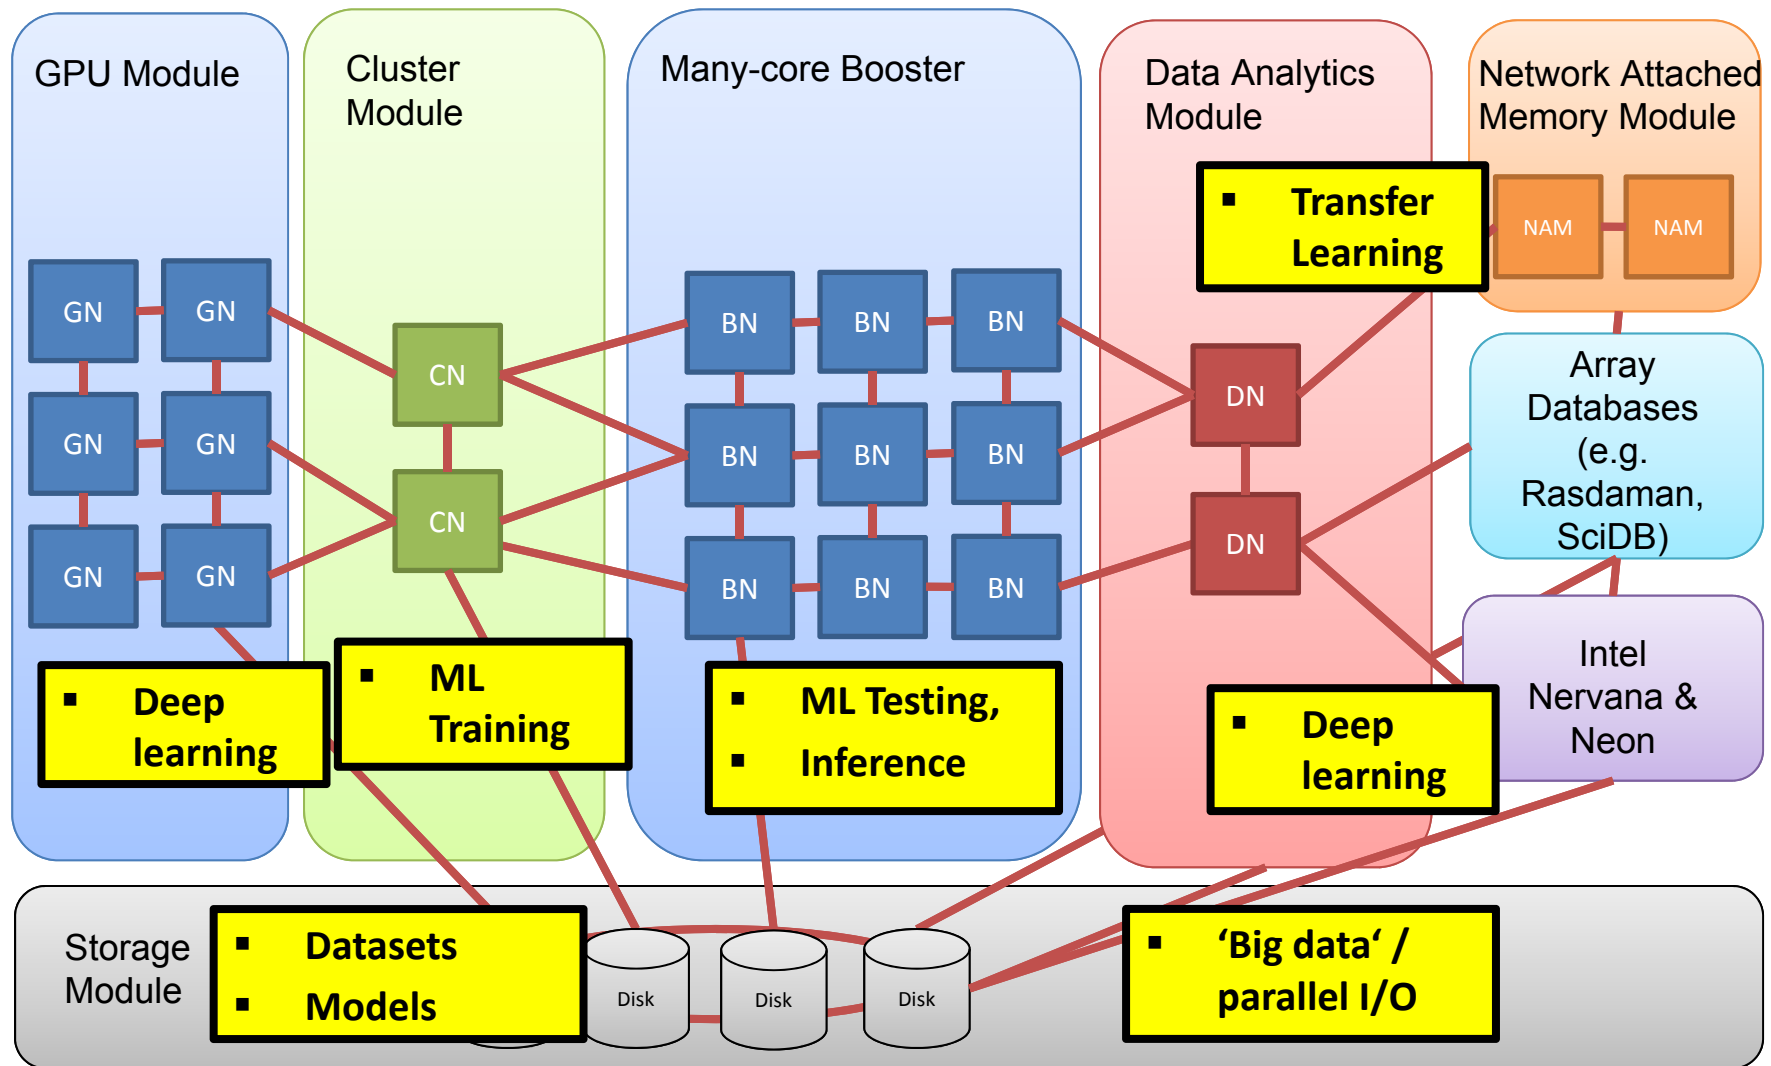 GPU Module
Cluster
Module
Many-core Booster
Data Analytics
Module
Network Attached
Memory Module
▪ Transfer
Learning
NAM NAM
GN GN
CN
BN BN BN
DN
Array
Databases
(e.g.
Rasdaman,
SciDB)
GN GN
CN
BN BN BN
DN
GN GN
BN BN BN
Intel
Nervana &
Neon
▪ Deep
learning
▪ ML
Training
▪ ML Testing,
▪ Inference
▪ Deep
learning
Storage
Module
▪ Datasets
▪ Models
Disk Disk Disk
▪ ‘Big data‘ /
parallel I/O